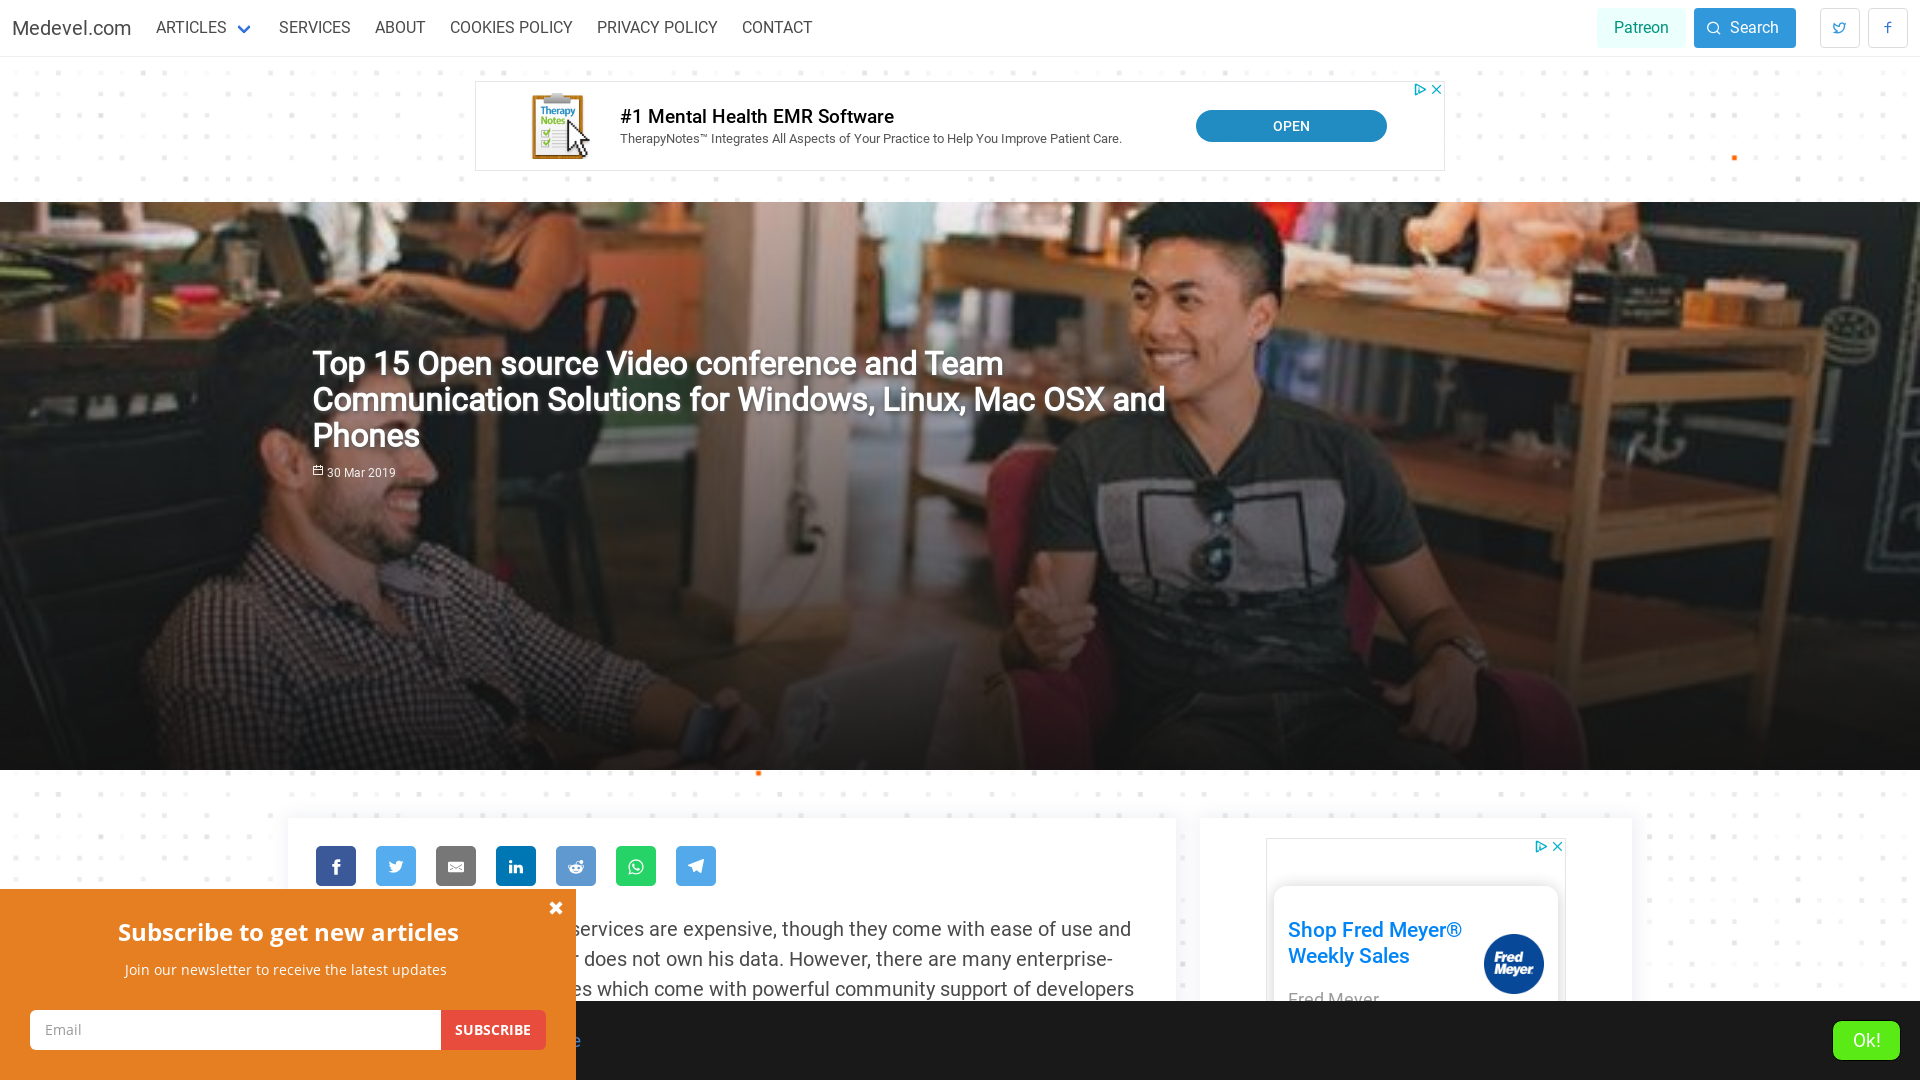 Medevel.com ARTICLES SERVICES ABOUT COOKIES POLICY PRIVACY POLICY CONTACT Patreon Search
#1 Mental Health EMR Software
TherapyNotes™ Integrates All Aspects of Your Practice to Help You Improve Patient Care.
Therapy
Notes
OPEN
Top 15 Open source Video conference and Team
Communication Solutions for Windows, Linux, Mac OSX and
Phones
30 Mar 2019
services are expensive, though they come with ease of use and
r does not own his data. However, there are many enterprise-
es which come with powerful community support of developers
Subscribe to get new articles
Join our newsletter to receive the latest updates
Email
SUBSCRIBE
Shop Fred Meyer®
Weekly Sales
Fred
Meyer
Fred Meyer
e
Ok!